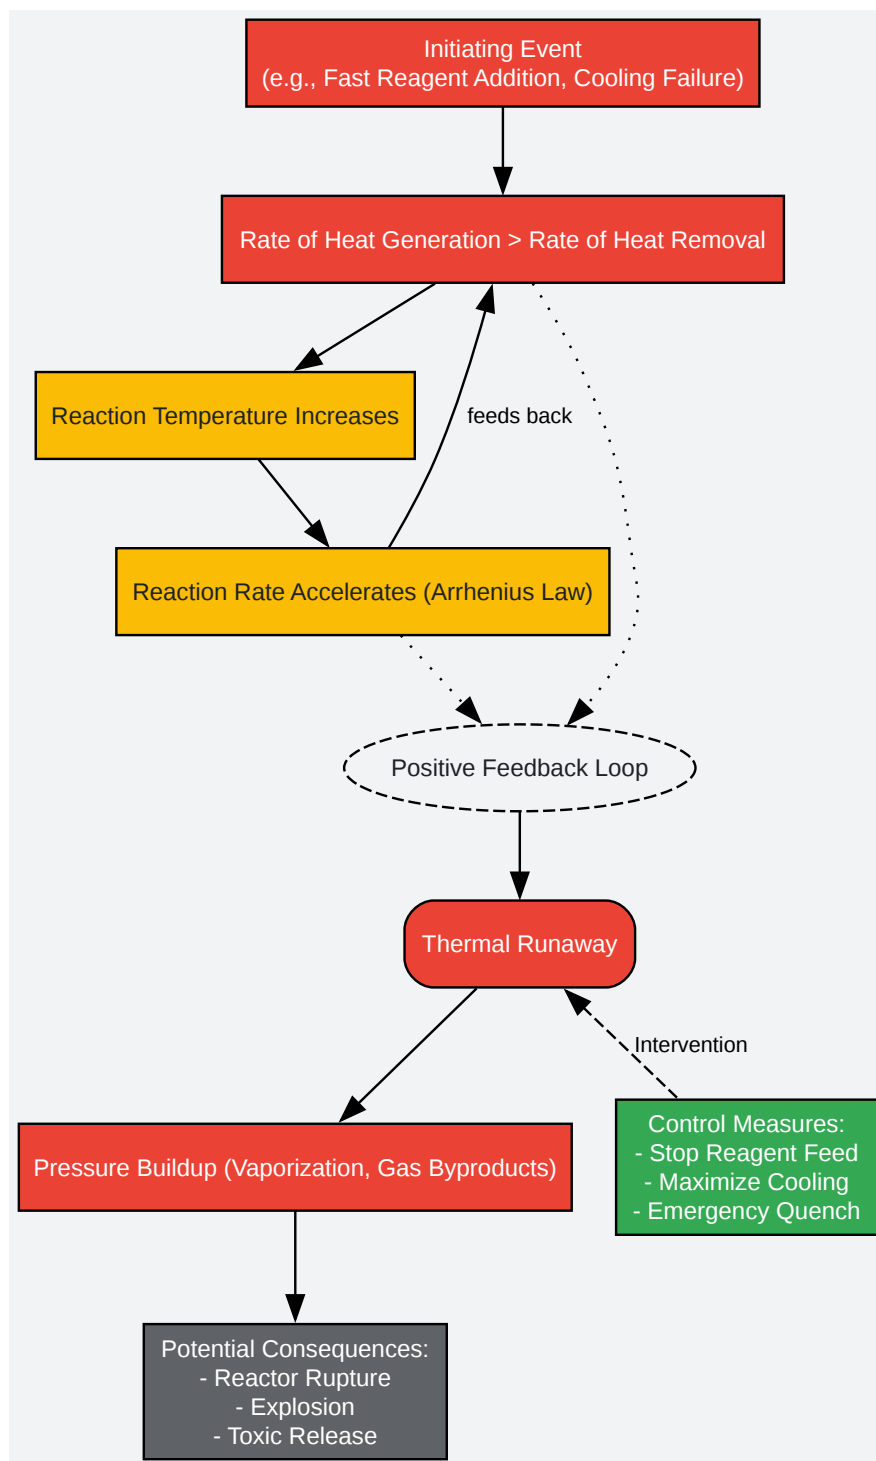 Initiating Event
(e.g., Fast Reagent Addition, Cooling Failure)
Rate of Heat Generation > Rate of Heat Removal
Reaction Temperature Increases
feeds back
Reaction Rate Accelerates (Arrhenius Law)
Positive Feedback Loop
Thermal Runaway
Intervention
Control Measures:
- Stop Reagent Feed
- Maximize Cooling
- Emergency Quench
Pressure Buildup (Vaporization, Gas Byproducts)
Potential Consequences:
- Reactor Rupture
- Explosion
- Toxic Release